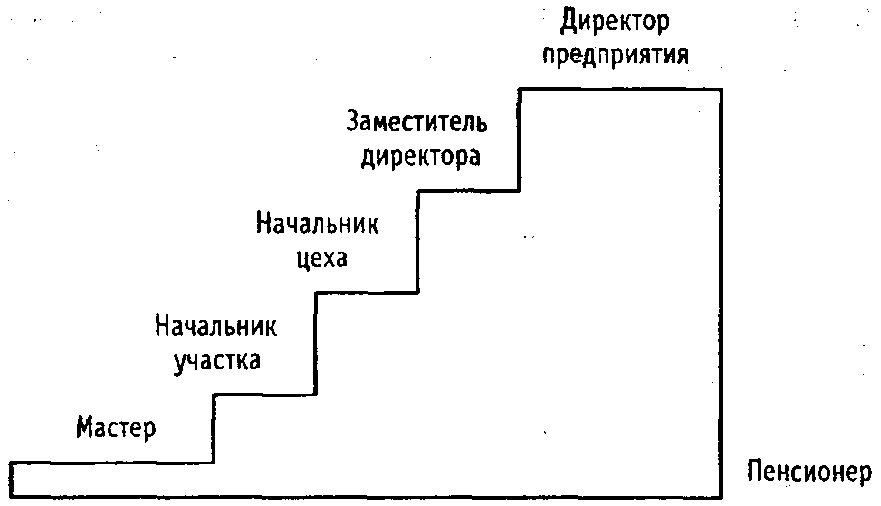 Директор
предприятия
Заместитель
директора
Начальник
цеха
Начальник
участка
Мастер
Пенсионер